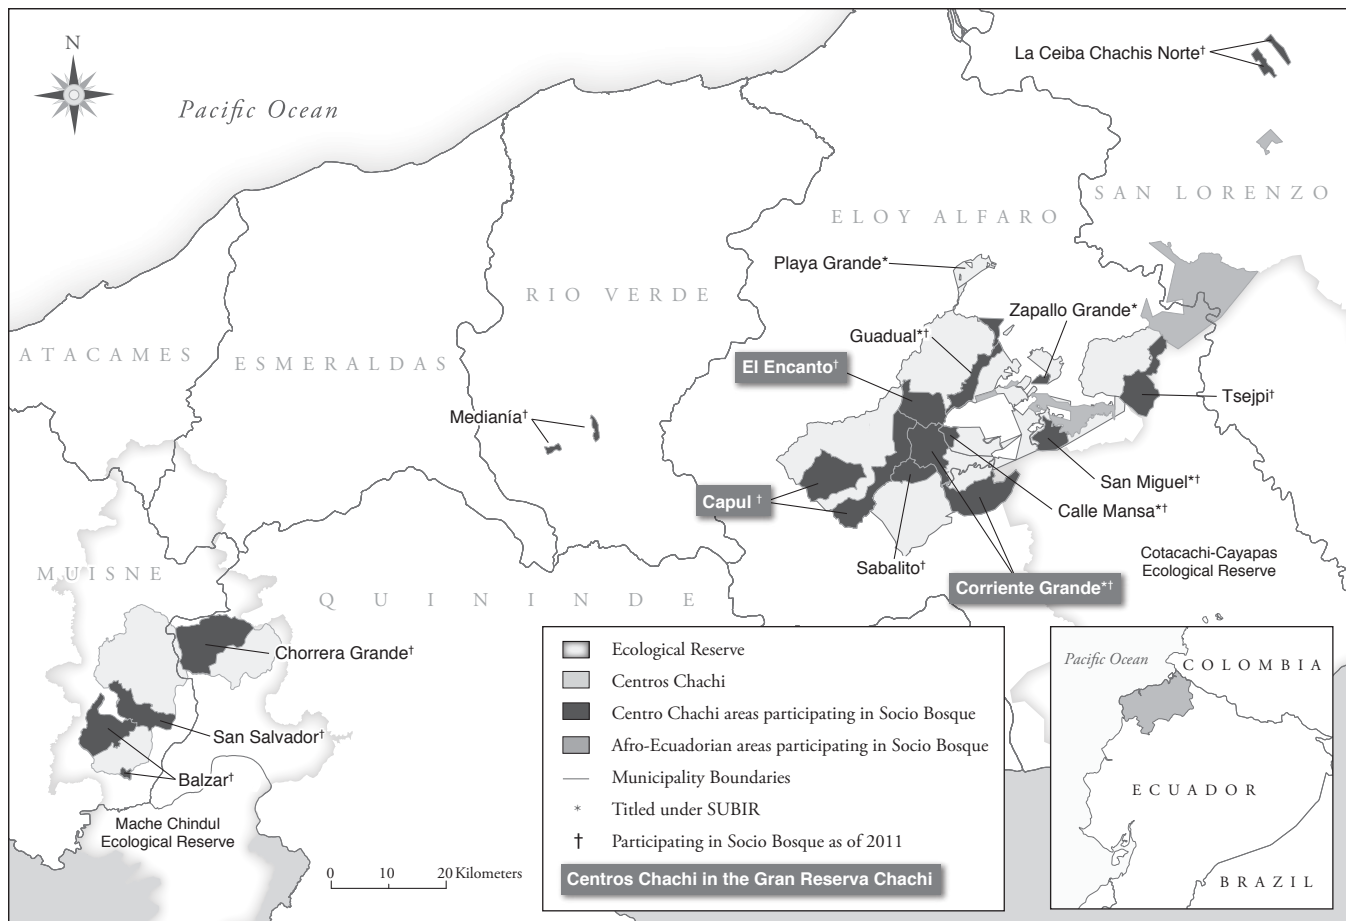 N
Pacific Ocean
La Ceiba Chachis Norte†
SAN LORENZO
ELOY ALFARO
Playa Grande*
RIO VERDE
Zapallo Grande*
Guadual*†
ATACAMES
ESMERALDAS
El Encanto†
Tsejpi†
Medianía†
San Miguel*†
Capul †
Calle Mansa*†
Sabalito†
Cotacachi-Cayapas
Ecological Reserve
Corriente Grande*†
MUISNE
QUININDE
Chorrera Grande†
San Salvador†
Balzar†
Mache Chindul
Ecological Reserve
0 10 20 Kilometers
Ecological Reserve
Centros Chachi
Centro Chachi areas participating in Socio Bosque
Afro-Ecuadorian areas participating in Socio Bosque
Municipality Boundaries
* Titled under SUBIR
† Participating in Socio Bosque as of 2011
Centros Chachi in the Gran Reserva Chachi
Pacific Ocean
COLOMBIA
ECUADOR
BRAZIL